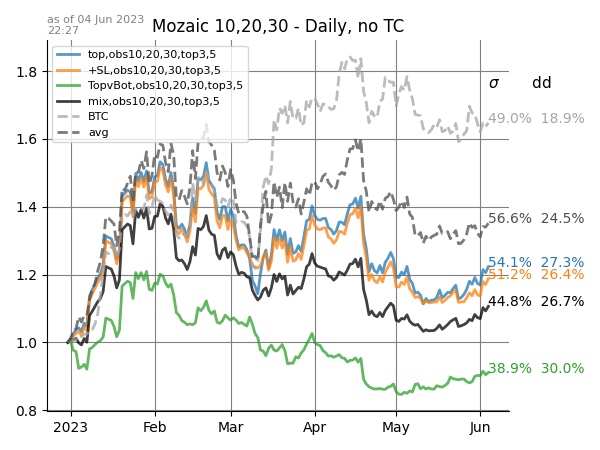 as of 04 Jun 2023
22:27
Mozaic 10,20,30 - Daily, no TC
top,obs10,20,30,top3,5
+SL,obs10,20,30,top3,5
TopvBot,obs10,20,30,top3,5
mix,obs10,20,30,top3,5
BTC
avg
σ dd
49.0% 18.9%
56.6% 24.5%
54.1% 27.3%
51.2% 26.4%
44.8% 26.7%
38.9% 30.0%
1.8
1.6
1.4
1.2
1.0
0.8
2023 Feb Mar Apr May Jun